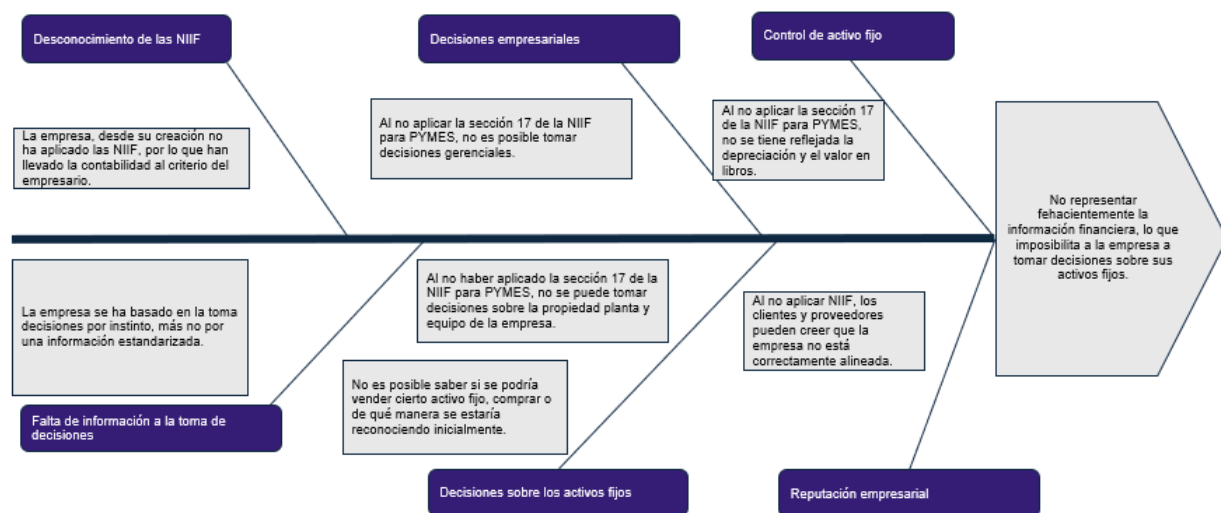 Desconocimiento de las NIIF
Decisiones empresariales
Control de activo fijo
La empresa, desde su creación no
ha aplicado las NIIF, por lo que han
llevado la contabilidad al criterio del
empresario.
Al no aplicar la sección 17 de la NIIF
para PYMES, no es posible tomar
decisiones gerenciales.
Al no aplicar la sección 17
de la NIIF para PYMES,
no se tiene reflejada la
depreciación y el valor en
libros.
No representar
fehacientemente la
información financiera, lo que
imposibilita a la empresa a
tomar decisiones sobre sus
activos fijos.
La empresa se ha basado en la toma
decisiones por instinto, más no por
una información estandarizada.
Al no haber aplicado la sección 17 de la
NIIF para PYMES, no se puede tomar
decisiones sobre la propiedad planta y
equipo de la empresa.
Al no aplicar NIIF, los
clientes y proveedores
pueden creer que la
empresa no está
correctamente alineada.
No es posible saber si se podría
vender cierto activo fijo, comprar o
de qué manera se estaría
reconociendo inicialmente.
Falta de información a la toma de
decisiones
Decisiones sobre los activos fijos
Reputación empresarial